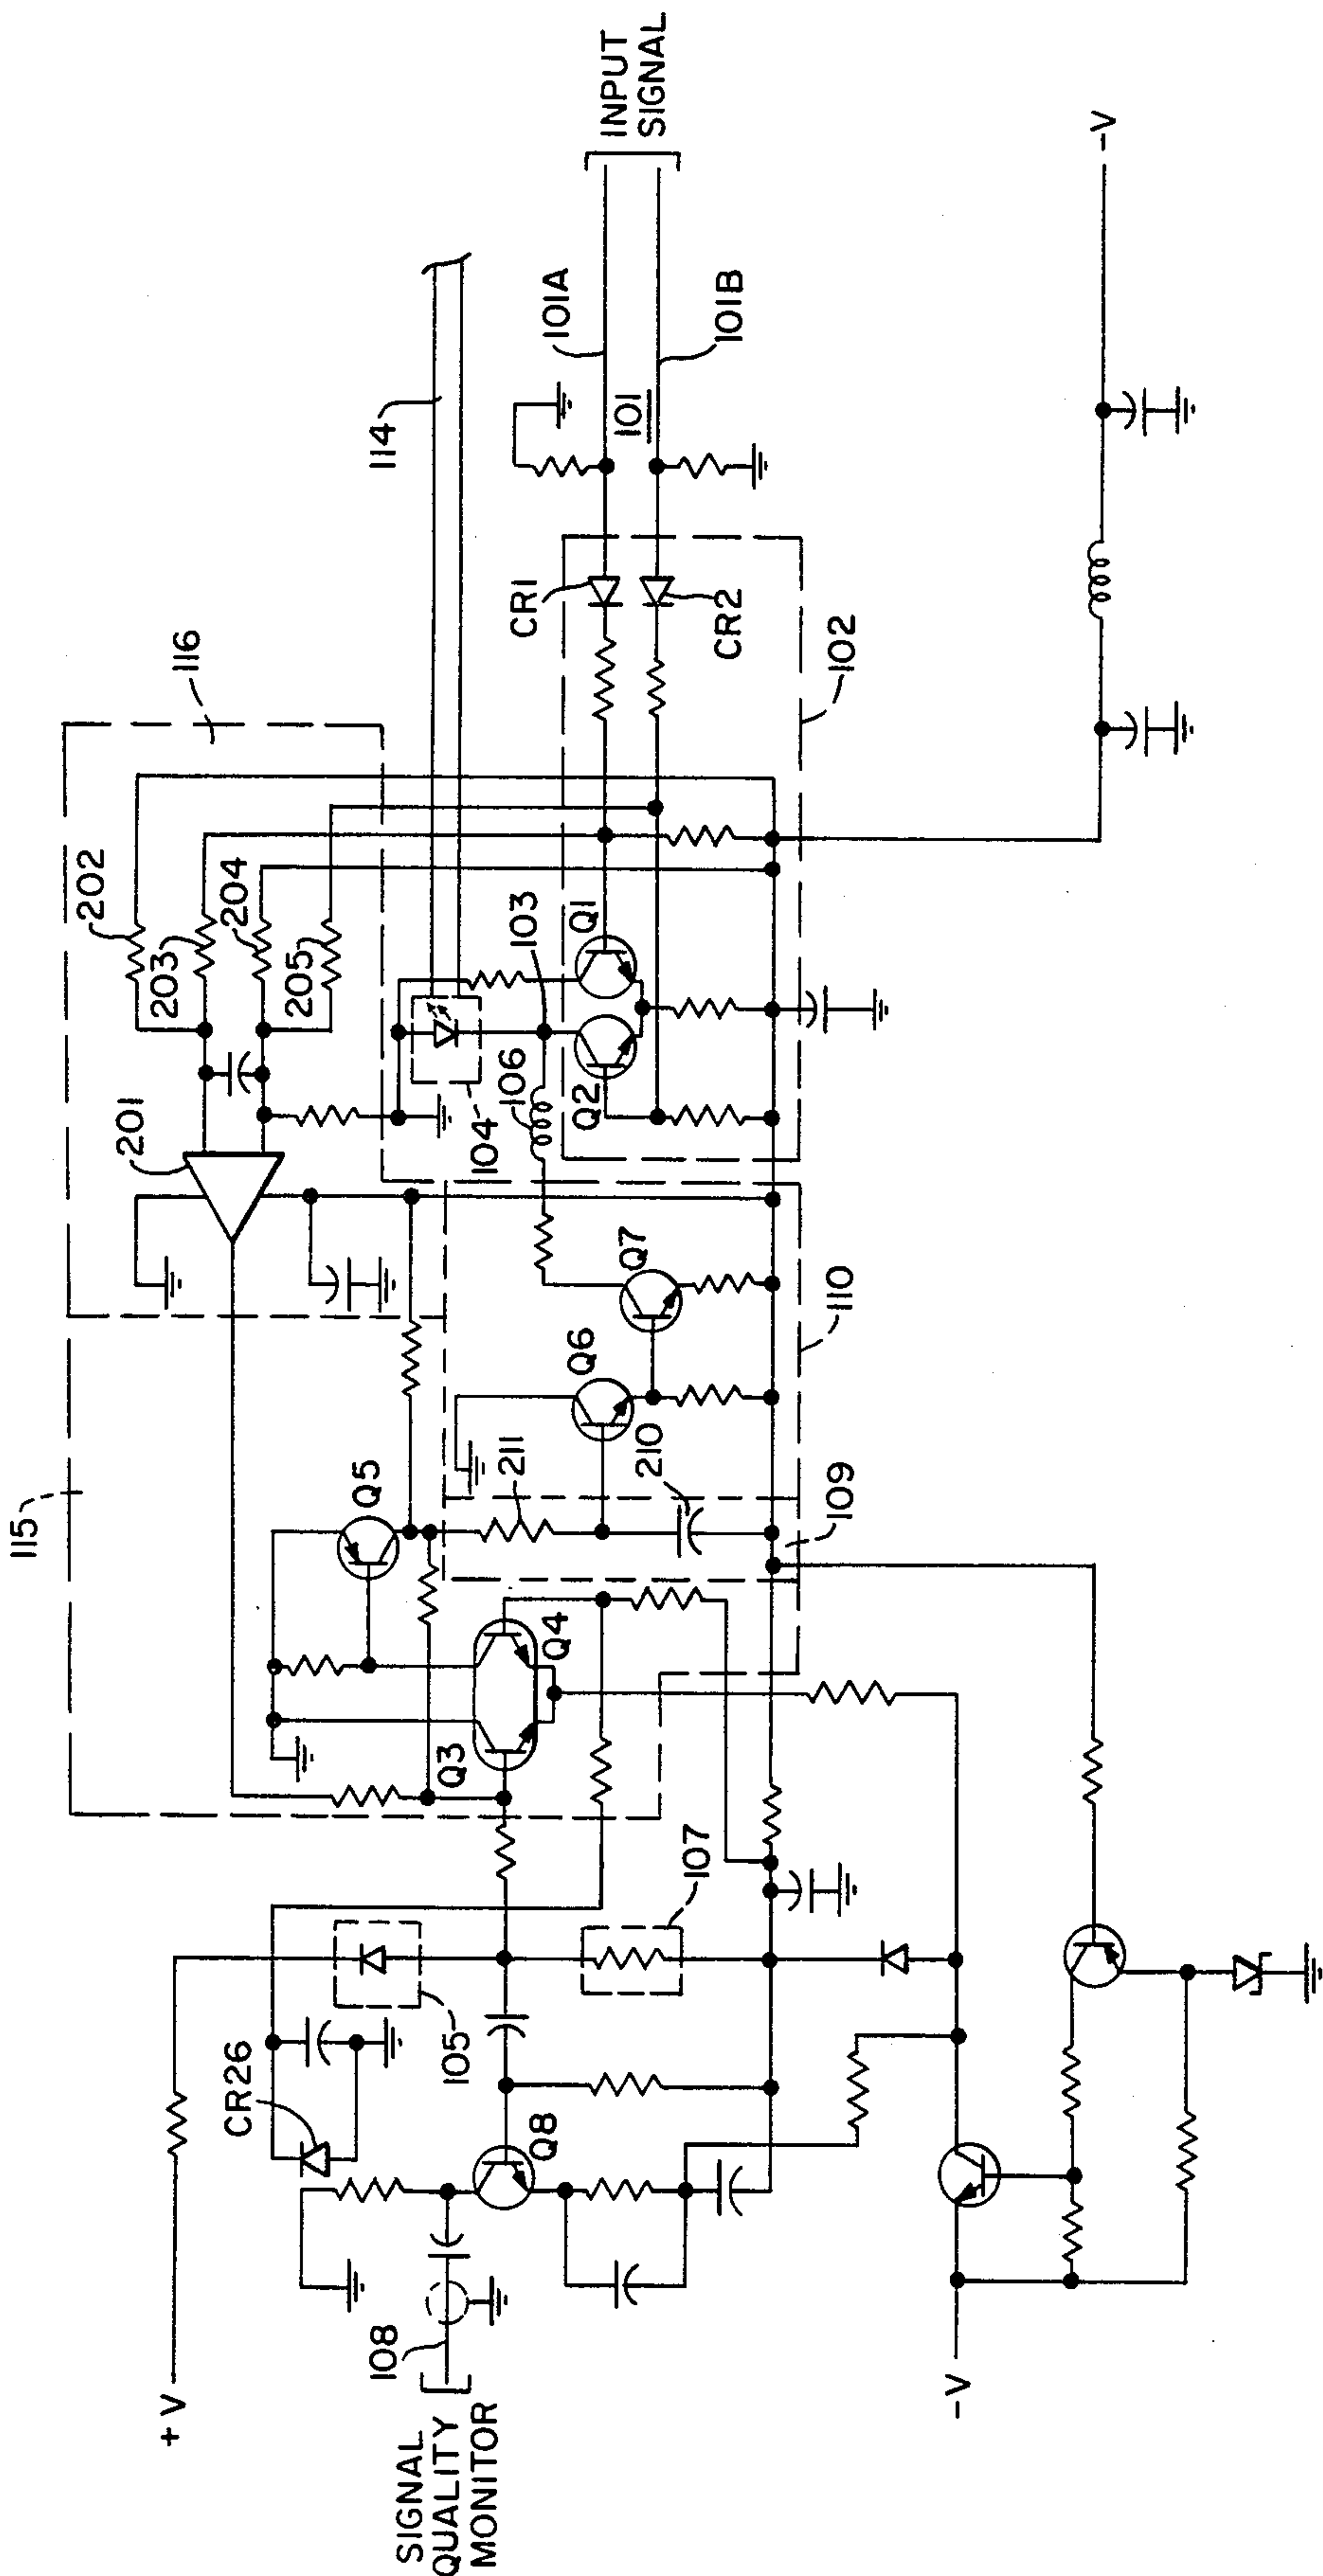 115
116
114
202
203
204
205
201
101A
101
101B
INPUT
SIGNAL
CR1
CR2
102
103
Q1
Q2
104
106
Q7
Q6
110
Q5
211
210
109
Q4
Q3
107
105
CR26
Q8
108
+V
SIGNAL
QUALITY
MONITOR
-V
-V